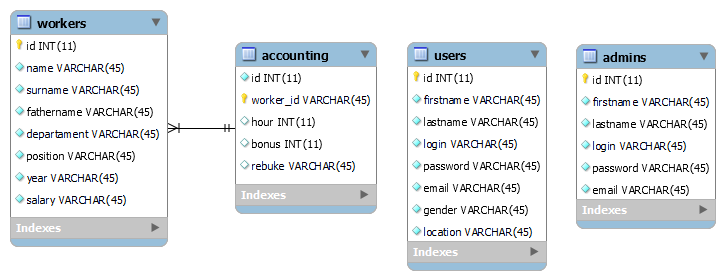 workers
id INT(11)
name VARCHAR(45)
surname VARCHAR(45)
fathername VARCHAR(45)
departament VARCHAR(45)
position VARCHAR(45)
year VARCHAR(45)
salary VARCHAR(45)
Indexes
accounting
id INT(11)
worker_id VARCHAR(45)
hour INT(11)
bonus INT(11)
rebuke VARCHAR(45)
Indexes
users
id INT(11)
firstname VARCHAR(45)
lastname VARCHAR(45)
login VARCHAR(45)
password VARCHAR(45)
email VARCHAR(45)
gender VARCHAR(45)
location VARCHAR(45)
Indexes
admins
id INT(11)
firstname VARCHAR(45)
lastname VARCHAR(45)
login VARCHAR(45)
password VARCHAR(45)
email VARCHAR(45)
Indexes